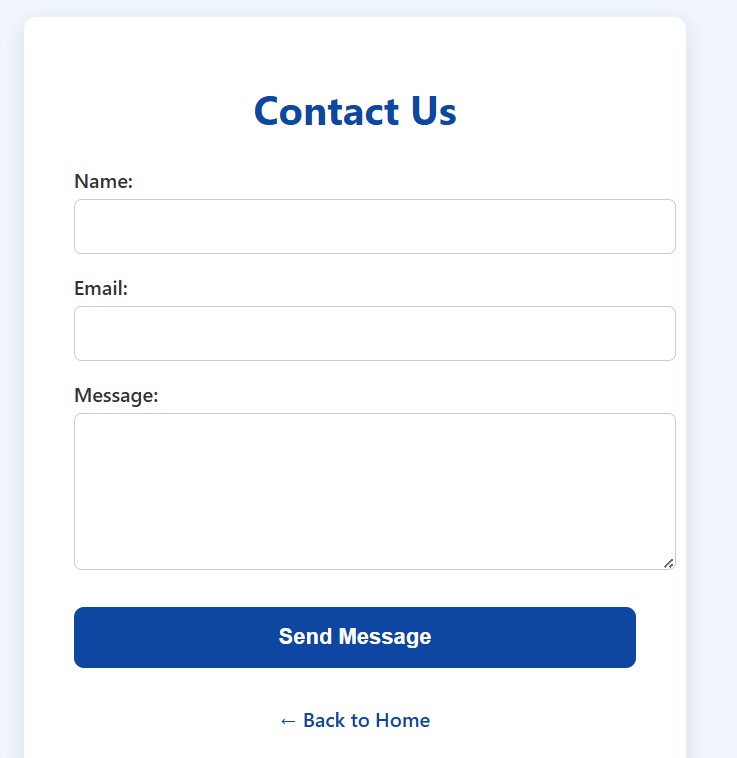 Contact Us
Name:
Email:
Message:
Send Message
← Back to Home